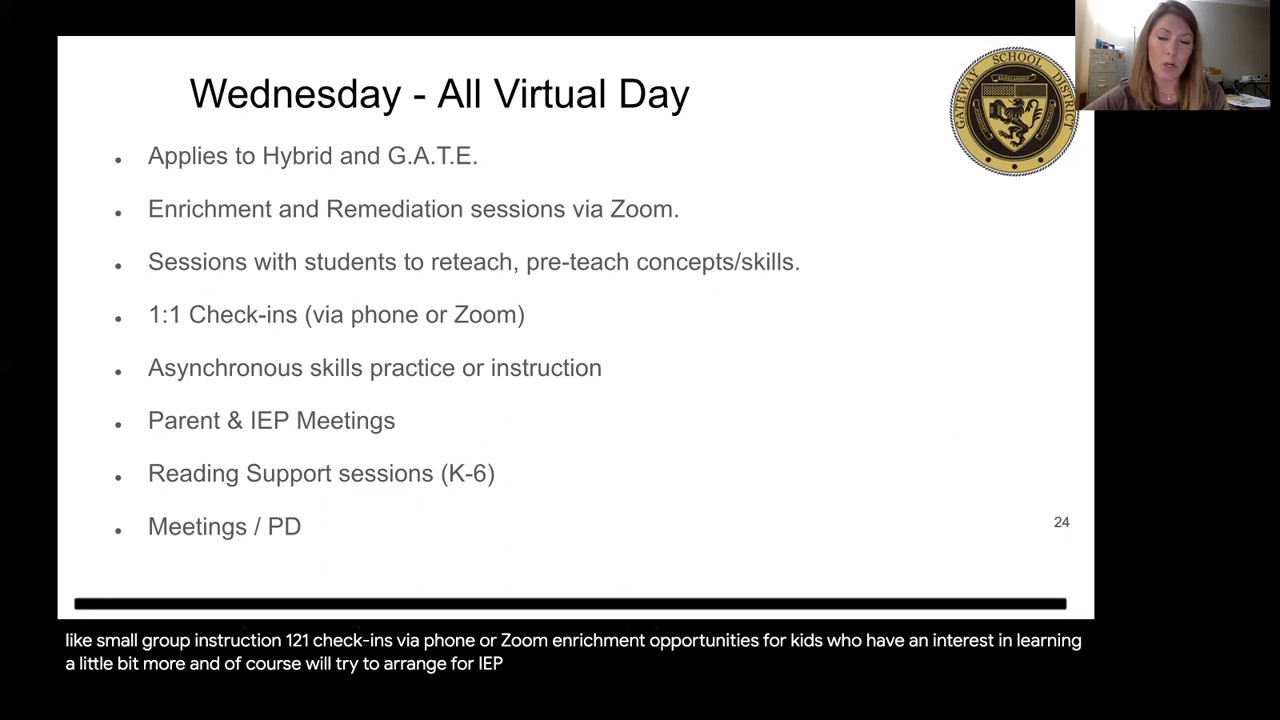 Wednesday - All Virtual Day
GATEWAY SCHOOL DISTRICT
SCHOLARSHIP
Applies to Hybrid and G.A.T.E.
Enrichment and Remediation sessions via Zoom.
Sessions with students to reteach, pre-teach concepts/skills.
1:1 Check-ins (via phone or Zoom)
Asynchronous skills practice or instruction
Parent & IEP Meetings
Reading Support sessions (K-6)
Meetings / PD
24
like small group instruction 121 check-ins via phone or Zoom enrichment opportunities for kids who have an interest in learning
a little bit more and of course will try to arrange for IEP